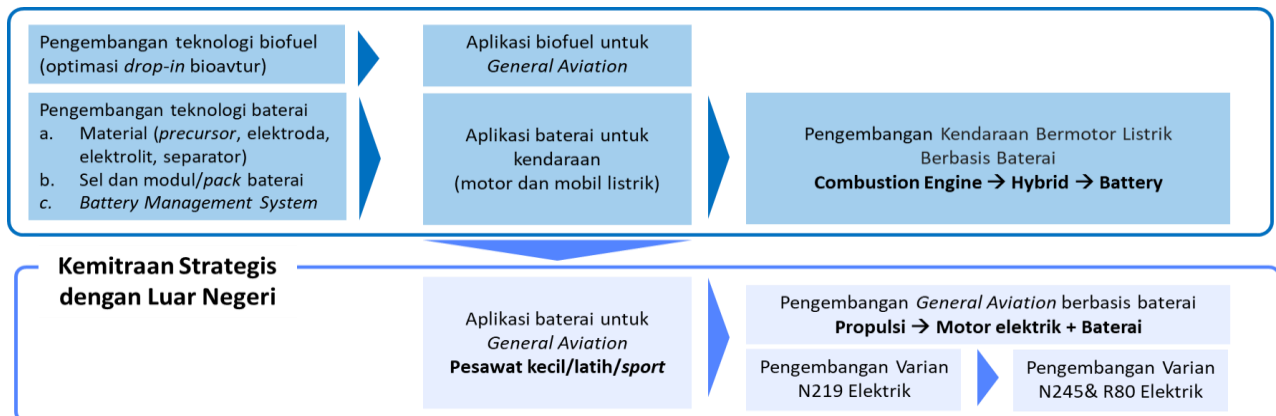 Pengembangan teknologi biofuel
(optimasi drop-in bioavtur)
Aplikasi biofuel untuk
General Aviation
Pengembangan teknologi baterai
a. Material (precursor, elektroda,
elektrolit, separator)
b. Sel dan modul/pack baterai
c. Battery Management System
Aplikasi baterai untuk
kendaraan
(motor dan mobil listrik)
Pengembangan Kendaraan Bermotor Listrik
Berbasis Baterai
Combustion Engine → Hybrid → Battery
Kemitraan Strategis
dengan Luar Negeri
Aplikasi baterai untuk
General Aviation
Pesawat kecil/latih/sport
Pengembangan General Aviation berbasis baterai
Propulsi → Motor elektrik + Baterai
Pengembangan Varian
N219 Elektrik
Pengembangan Varian
N245& R80 Elektrik